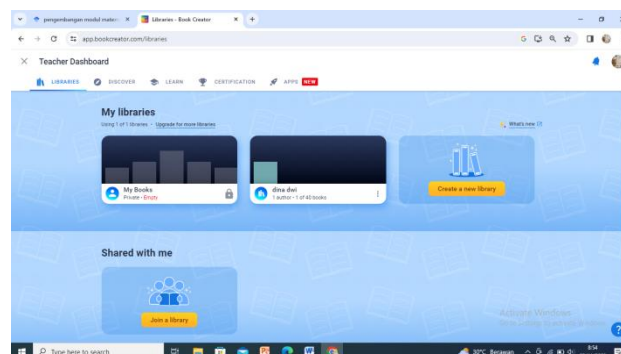 pengembangan modul materi
Libraries - Book Creator
app.bookcreator.com/libraries
Teacher Dashboard
LIBRARIES
DISCOVER
LEARN
CERTIFICATION
APPS NEW
My libraries
Using 1 of 1 libraries. - Upgrade for more libraries
What's new
My Books
Private - Empty
dina dwi
1 author - 1 of 40 books
Create a new library
Shared with me
Join a library
Activate Windows
Type here to search
30°C Berawan
8:54